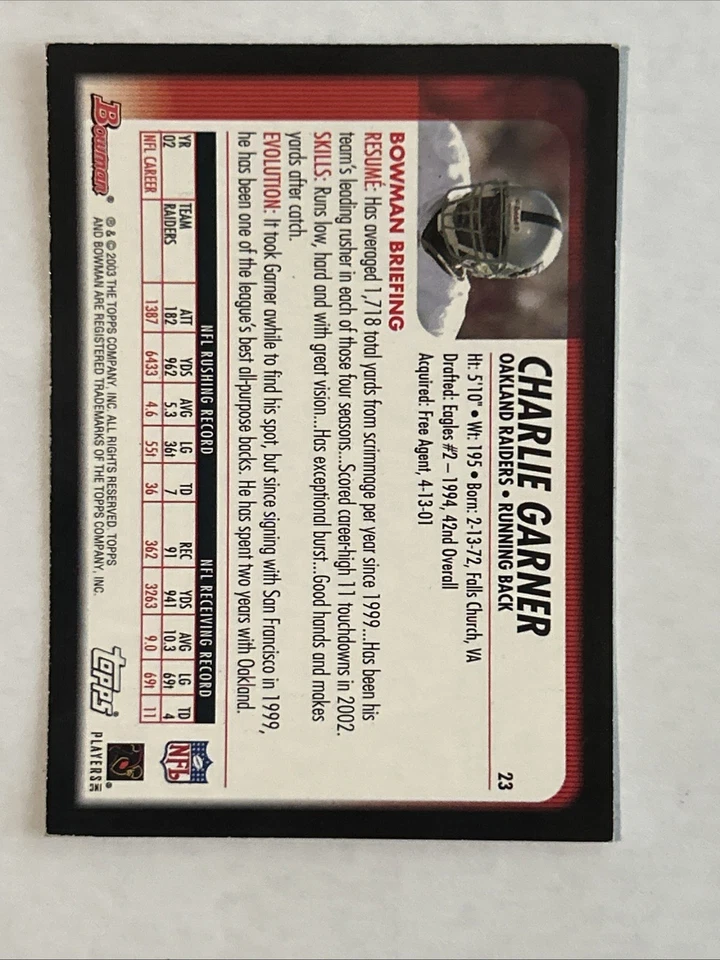 CHARLIE GARNER
23
OAKLAND RAIDERS • RUNNING BACK
Ht: 5'10" • Wt: 195 • Born: 2-13-72, Falls Church, VA
Drafted: Eagles #2 – 1994, 42nd Overall
Acquired: Free Agent, 4-13-01
BOWMAN BRIEFING
RESUMÉ: Has averaged 1,718 total yards from scrimmage per year since 1999...Has been his
team's leading rusher in each of those four seasons...Scored career-high 11 touchdowns in 2002.
SKILLS: Runs low, hard and with great vision...Has exceptional burst...Good hands and makes
yards after catch.
EVOLUTION: It took Garner awhile to find his spot, but since signing with San Francisco in 1999,
he has been one of the league's best all-purpose backs. He has spent two years with Oakland.
NFL RUSHING RECORD NFL RECEIVING RECORD
YR TEAM ATT YDS AVG LG TD REC YDS AVG LG TD
02 RAIDERS 182 962 5.3 36t 7 91 941 10.3 69t 4
NFL CAREER 1387 6433 4.6 55t 36 362 3263 9.0 69t 11
NFL
Bowman®
® & © 2003 THE TOPPS COMPANY, INC. ALL RIGHTS RESERVED. TOPPS
AND BOWMAN ARE REGISTERED TRADEMARKS OF THE TOPPS COMPANY, INC.
topps®
PLAYERS INC